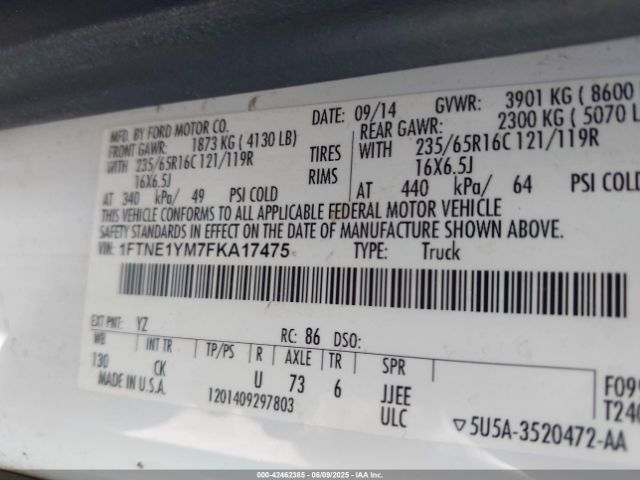 MFD. BY FORD MOTOR CO. DATE: 09/14 GVWR: 3901 KG ( 8600
FRONT GAWR: 1873 KG ( 4130 LB) REAR GAWR: 2300 KG ( 5070 LB
WITH 235/65R16C 121/119R TIRES WITH 235/65R16C 121/119R
16X6.5J RIMS 16X6.5J
AT 340 kPa/ 49 PSI COLD AT 440 kPa/ 64 PSI COLD
THIS VEHICLE CONFORMS TO ALL APPLICABLE FEDERAL MOTOR VEHICLE
SAFETY STANDARDS IN EFFECT ON THE DATE OF MANUFACTURE SHOWN ABOVE.
VIN: 1FTNE1YM7FKA17475 TYPE: Truck
EXT PNT: YZ RC: 86 DSO:
WB INT TR TP/PS R AXLE TR SPR
130 CK U 73 6 JJEE F09
MADE IN U.S.A. 1201409297803 ULC T240
▽5U5A-3520472-AA
00-42462385 - 06/09/2025 - © IAA Holdings, LLC